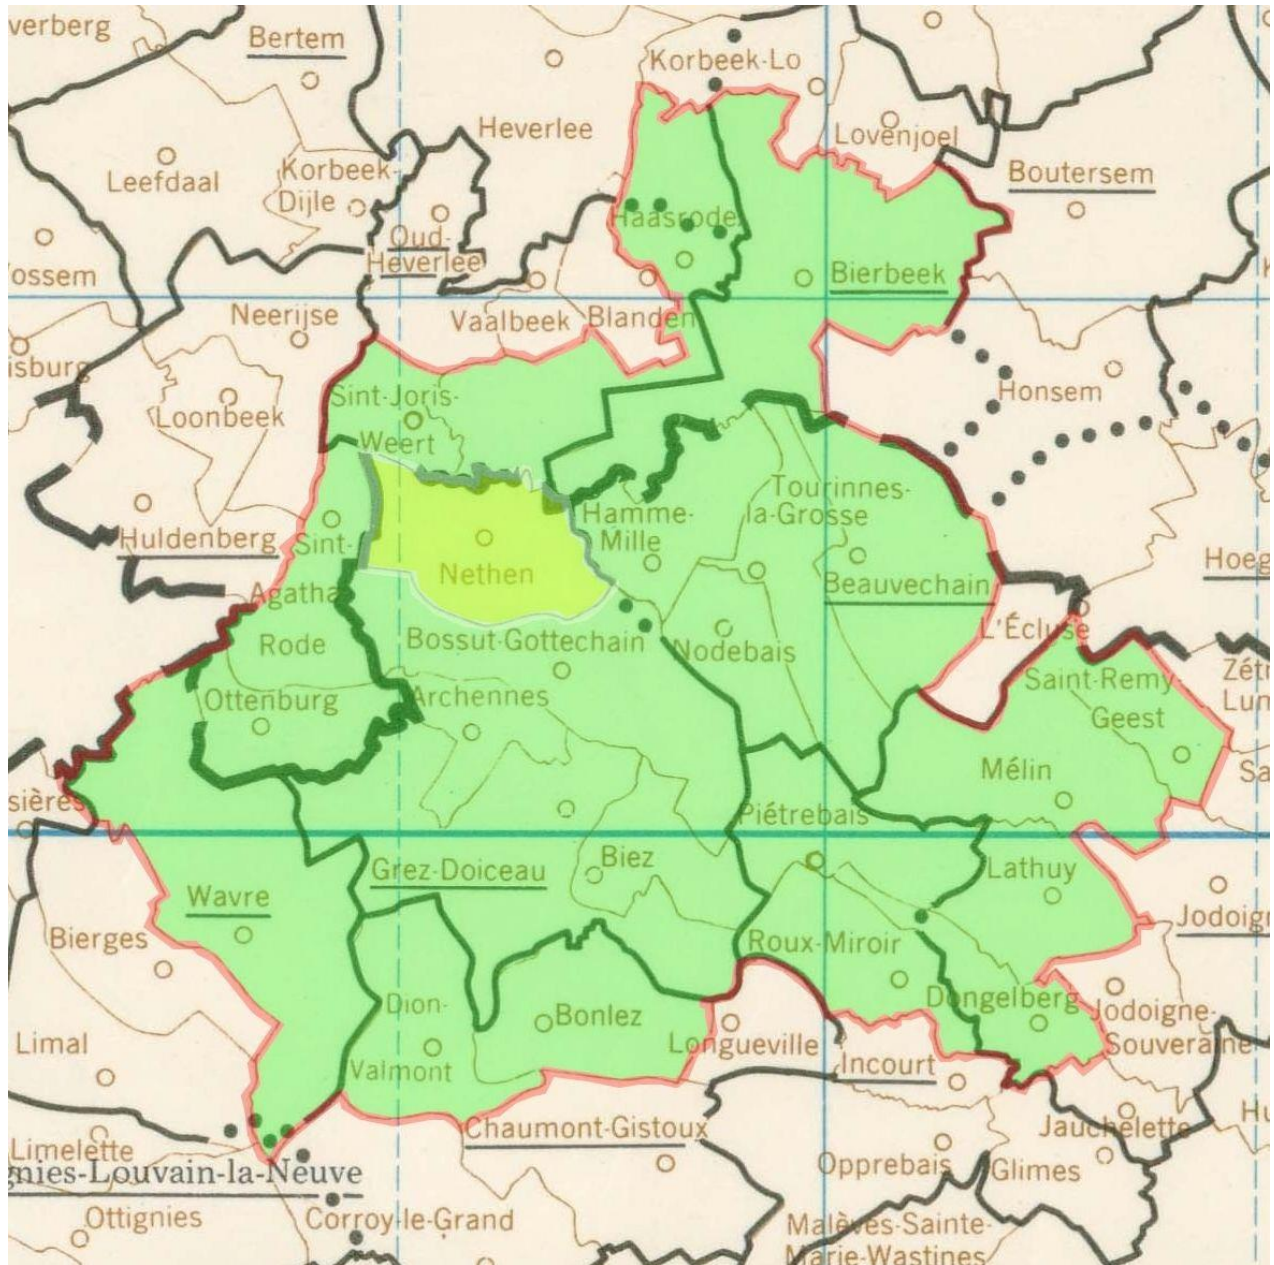 verberg
Bertem
Korbeek-Lo
Heverlee
Lovenjoel
Leefdaal
Korbeek-
Dijle
Boutersem
Haasrode
Oud-
Heverlee
ossem
Bierbeek
Neerijse
Vaalbeek
Blanden
isburg
Loonbeek
Sint-Joris-
Weert
Honsem
Tourinnes-
la-Grosse
Hamme-
Mille
Huldenberg
Sint-
Agatha
Rode
Nethen
Beauvechain
Hoeg
L'Écluse
Bossut-Gottechain
Nodebais
Ottenburg
Archennes
Saint-Remy-
Geest
Zétr
Lum
Mélin
Sa
sières
Piétrebais
Biez
Grez-Doiceau
Lathuy
Wavre
Jodoign
Bierges
Roux-Miroir
Dion-
Valmont
Bonlez
Dongelberg
Jodoigne-
Souveraine
Limal
Longueville
Incourt
Hu
Limelette
Chaumont-Gistoux
Jauchelette
gnies-Louvain-la-Neuve
Opprebais
Glimes
Ottignies
Corroy-le-Grand
Malèves-Sainte-
Marie-Wastines